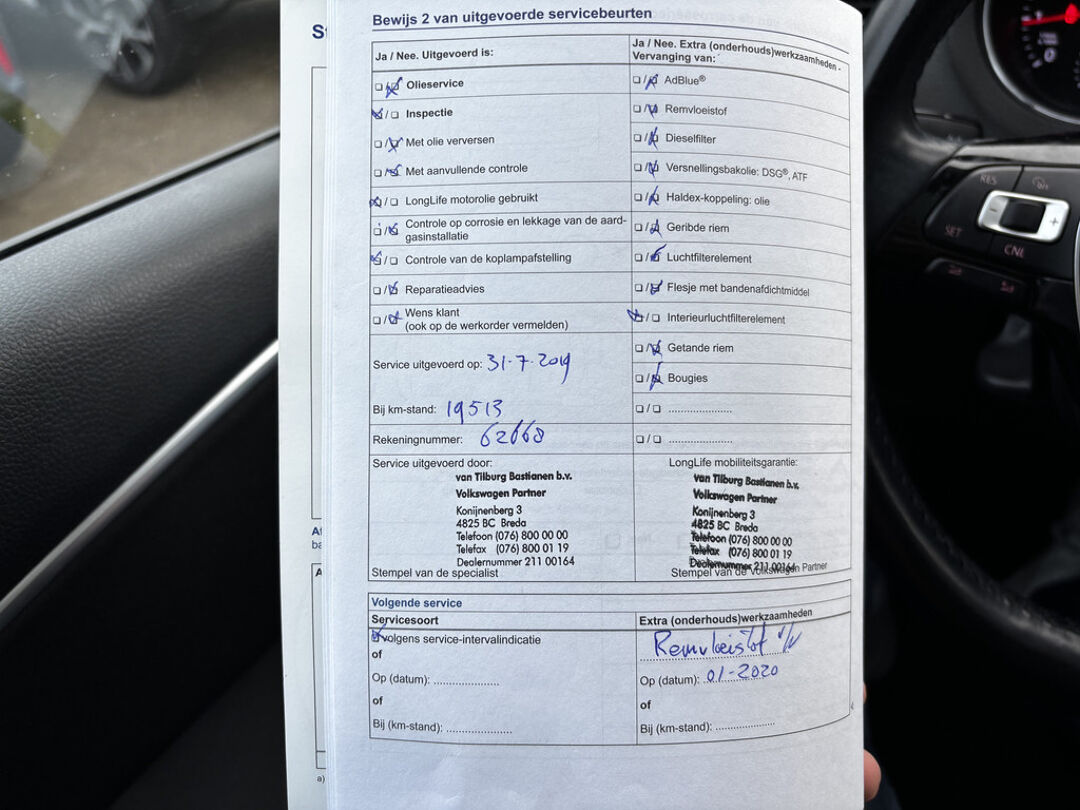 Bewijs 2 van uitgevoerde servicebeurten
Ja / Nee. Uitgevoerd is:
☐/☒ Olieservice
☒/☐ Inspectie
☐/☒ Met olie verversen
☐/☒ Met aanvullende controle
☒/☐ LongLife motorolie gebruikt
☐/☒ Controle op corrosie en lekkage van de aard-
gasinstallatie
☒/☐ Controle van de koplampafstelling
☐/☒ Reparatieadvies
☐/☒ Wens klant
(ook op de werkorder vermelden)
Service uitgevoerd op: 31-7-2019
Bij km-stand: 19513
Rekeningnummer: 62668
Service uitgevoerd door:
van Tilburg Bastianen b.v.
Volkswagen Partner
Konijnenberg 3
4825 BC Breda
Telefoon (076) 800 00 00
Telefax (076) 800 01 19
Dealernummer 211 00164
Stempel van de specialist
Ja / Nee. Extra (onderhouds)werkzaamheden -
Vervanging van:
☐/☒ AdBlue®
☐/☒ Remvloeistof
☐/☒ Dieselfilter
☐/☒ Versnellingsbakolie: DSG®, ATF
☐/☒ Haldex-koppeling: olie
☐/☒ Geribde riem
☐/☒ Luchtfilterelement
☐/☒ Flesje met bandenafdichtmiddel
☒/☐ Interieurluchtfilterelement
☐/☒ Getande riem
☐/☒ Bougies
☐/☐ .....................
☐/☐ .....................
LongLife mobiliteitsgarantie:
van Tilburg Bastianen b.v.
Volkswagen Partner
Konijnenberg 3
4825 BC Breda
Telefoon (076) 800 00 00
Telefax (076) 800 01 19
Dealernummer 211 00164
Stempel van de Volkswagen Partner
Volgende service
Servicesoort
☒ volgens service-intervalindicatie
of
Op (datum): .....................
of
Bij (km-stand): .....................
Extra (onderhouds)werkzaamheden
Remvloeistof
Op (datum): 01-2020
of
Bij (km-stand): .....................
RES
SET
CNL
- +